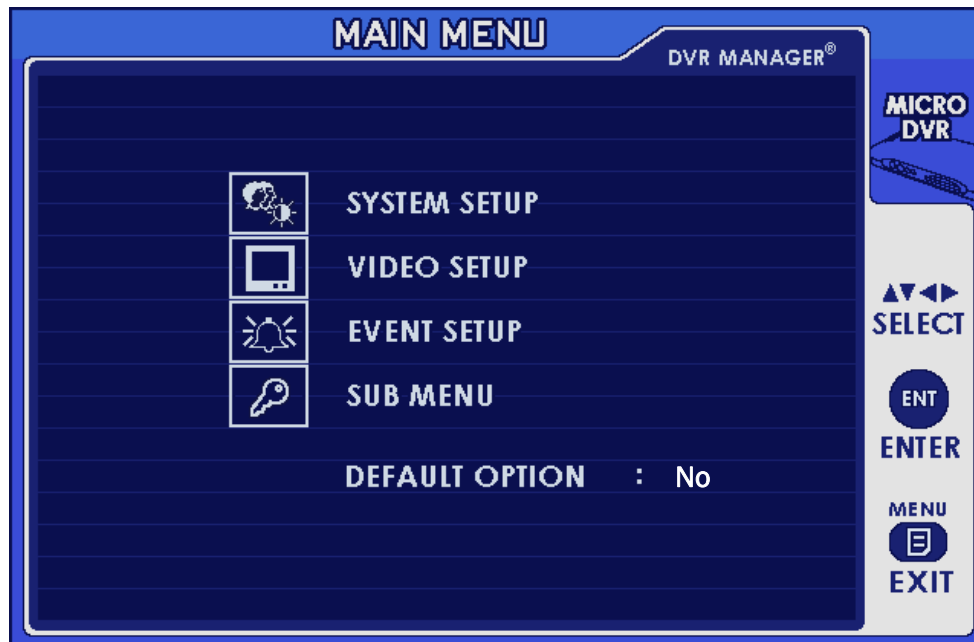 MAIN MENU
DVR MANAGER®
MICRO
DVR
SYSTEM SETUP
VIDEO SETUP
EVENT SETUP
SUB MENU
DEFAULT OPTION : No
▲▼◀▶
SELECT
ENT
ENTER
MENU
EXIT